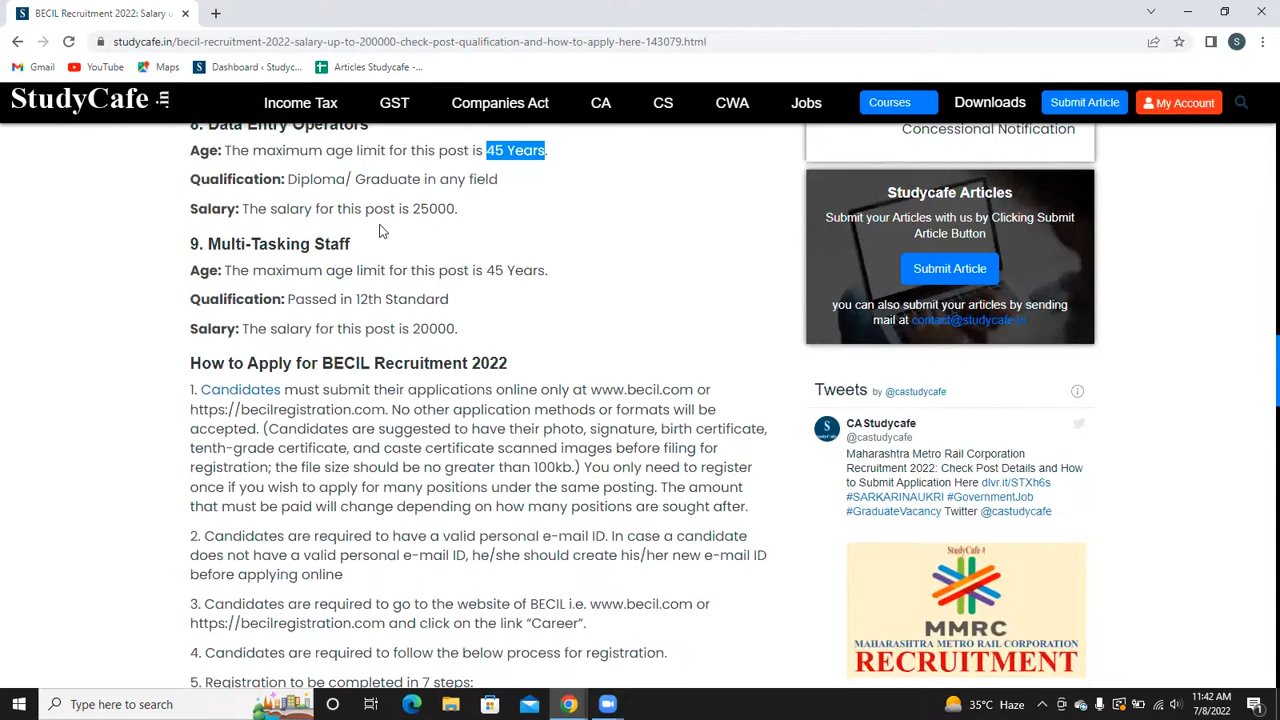 BECIL Recruitment 2022: Salary u
studycafe.in/becil-recruitment-2022-salary-up-to-200000-check-post-qualification-and-how-to-apply-here-143079.html
Gmail
YouTube
Maps
Dashboard ‹ Studyc...
Articles Studycafe -...
StudyCafe .in
Income Tax
GST
Companies Act
CA
CS
CWA
Jobs
Courses
Downloads
Submit Article
My Account
8. Data Entry Operators
Age: The maximum age limit for this post is 45 Years.
Qualification: Diploma/ Graduate in any field
Salary: The salary for this post is 25000.
9. Multi-Tasking Staff
Age: The maximum age limit for this post is 45 Years.
Qualification: Passed in 12th Standard
Salary: The salary for this post is 20000.
How to Apply for BECIL Recruitment 2022
1. Candidates must submit their applications online only at www.becil.com or
https://becilregistration.com. No other application methods or formats will be
accepted. (Candidates are suggested to have their photo, signature, birth certificate,
tenth-grade certificate, and caste certificate scanned images before filing for
registration; the file size should be no greater than 100kb.) You only need to register
once if you wish to apply for many positions under the same posting. The amount
that must be paid will change depending on how many positions are sought after.
2. Candidates are required to have a valid personal e-mail ID. In case a candidate
does not have a valid personal e-mail ID, he/she should create his/her new e-mail ID
before applying online
3. Candidates are required to go to the website of BECIL i.e. www.becil.com or
https://becilregistration.com and click on the link “Career”.
4. Candidates are required to follow the below process for registration.
5. Registration to be completed in 7 steps:
Concessional Notification
Studycafe Articles
Submit your Articles with us by Clicking Submit
Article Button
Submit Article
you can also submit your articles by sending
mail at contact@studycafe.in
Tweets by @castudycafe
CA Studycafe
@castudycafe
Maharashtra Metro Rail Corporation
Recruitment 2022: Check Post Details and How
to Submit Application Here dlvr.it/STXh6s
#SARKARINAUKRI #GovernmentJob
#GraduateVacancy Twitter @castudycafe
StudyCafe
MMRC
MAHARASHTRA METRO RAIL CORPORATION
RECRUITMENT
Type here to search
35°C Haze
11:42 AM
7/8/2022